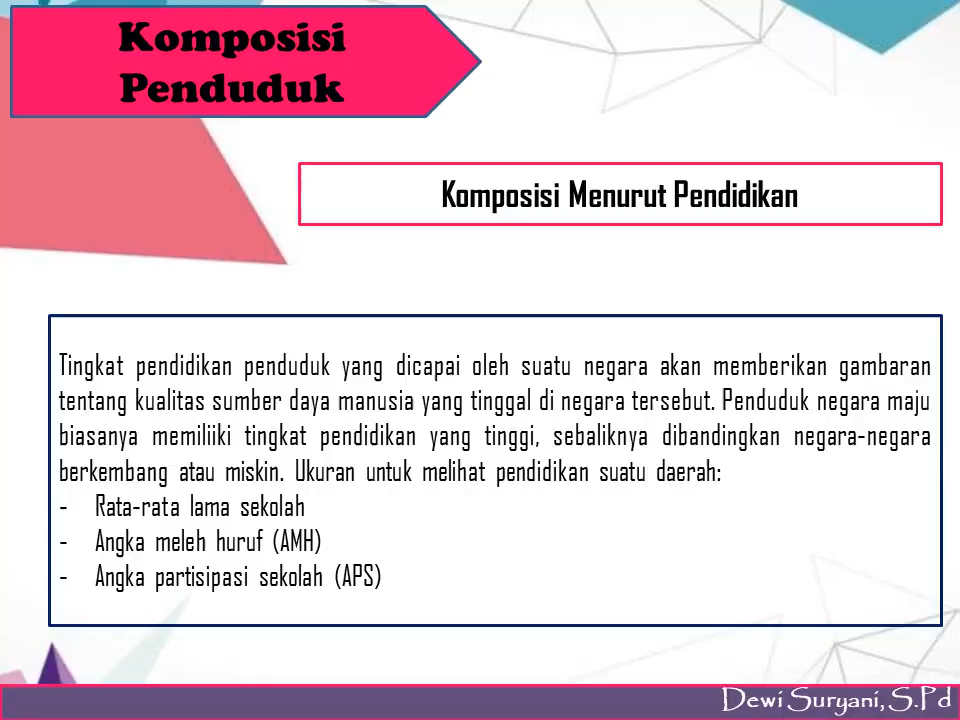 Komposisi
Penduduk
Komposisi Menurut Pendidikan
Tingkat pendidikan penduduk yang dicapai oleh suatu negara akan memberikan gambaran
tentang kualitas sumber daya manusia yang tinggal di negara tersebut. Penduduk negara maju
biasanya memiliiki tingkat pendidikan yang tinggi, sebaliknya dibandingkan negara-negara
berkembang atau miskin. Ukuran untuk melihat pendidikan suatu daerah:
- Rata-rata lama sekolah
- Angka meleh huruf (AMH)
- Angka partisipasi sekolah (APS)
Dewi Suryani, S.Pd